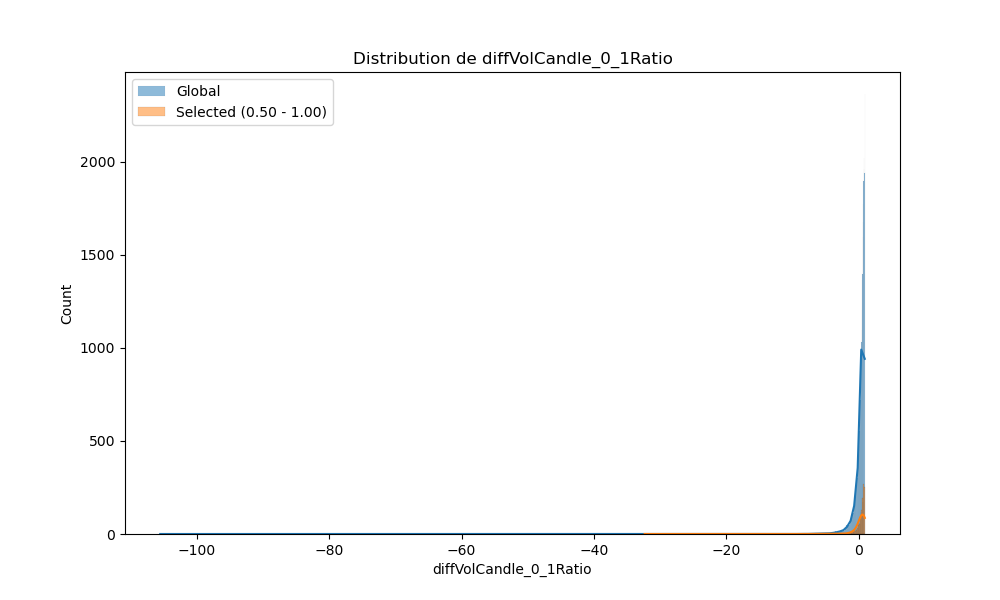 Distribution de diffVolCandle_0_1Ratio
Global
Selected (0.50 - 1.00)
2000
1500
1000
500
0
Count
−100
−80
−60
−40
−20
0
diffVolCandle_0_1Ratio